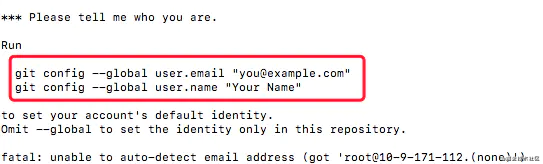 *** Please tell me who you are.
Run
git config --global user.email "you@example.com"
git config --global user.name "Your Name"
to set your account's default identity.
Omit --global to set the identity only in this repository.
fatal: unable to auto-detect email address (got 'root@10-9-171-112.(none)')